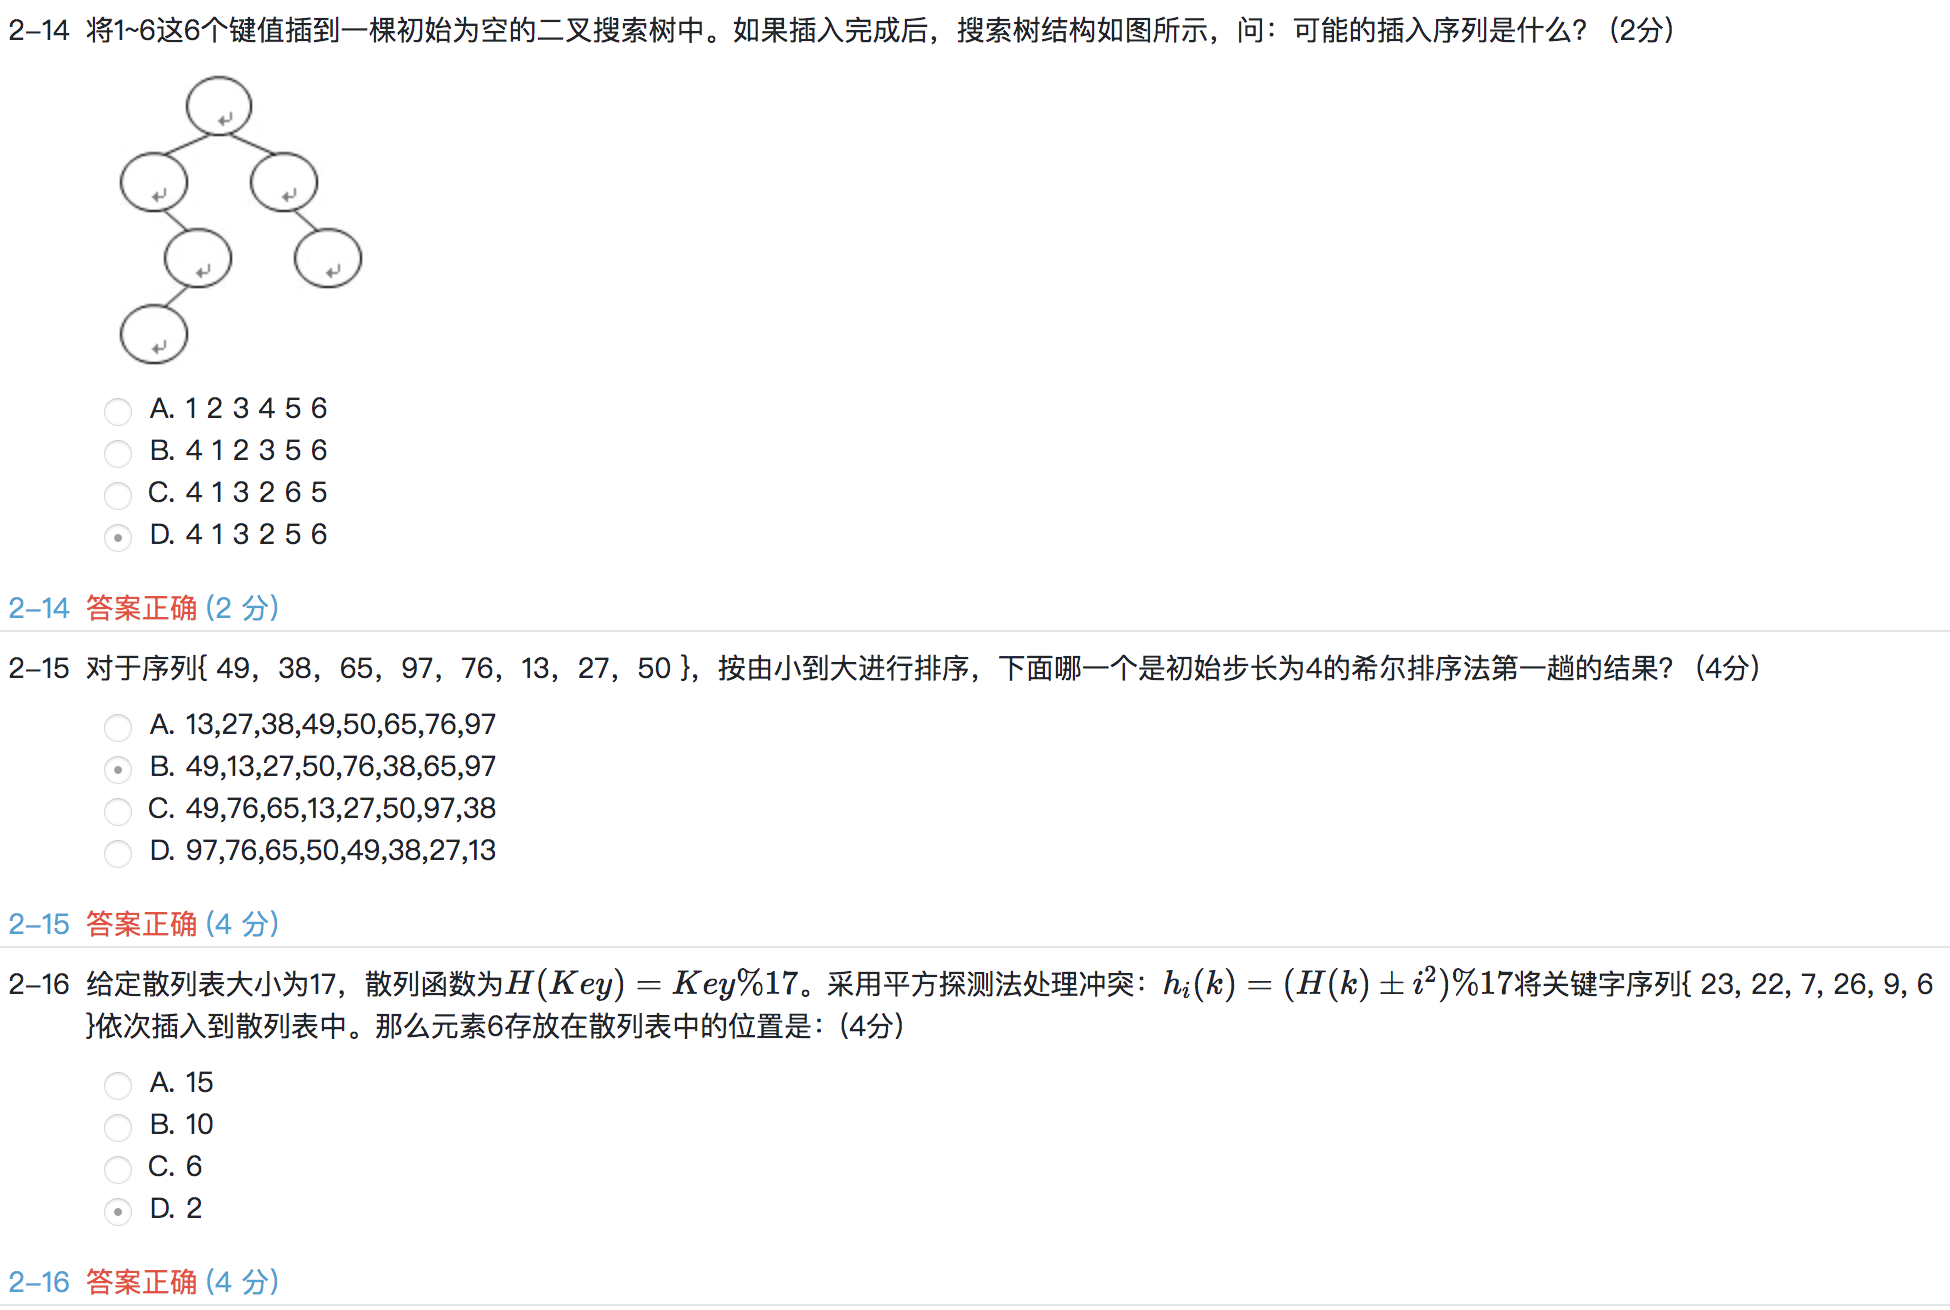 2-14 将1~6这6个键值插到一棵初始为空的二叉搜索树中。如果插入完成后，搜索树结构如图所示，问：可能的插入序列是什么？ (2分)
↵
↵ ↵
↵ ↵
↵
A. 1 2 3 4 5 6
B. 4 1 2 3 5 6
C. 4 1 3 2 6 5
D. 4 1 3 2 5 6
2-14 答案正确 (2 分)
2-15 对于序列{ 49，38，65，97，76，13，27，50 }，按由小到大进行排序，下面哪一个是初始步长为4的希尔排序法第一趟的结果？ (4分)
A. 13,27,38,49,50,65,76,97
B. 49,13,27,50,76,38,65,97
C. 49,76,65,13,27,50,97,38
D. 97,76,65,50,49,38,27,13
2-15 答案正确 (4 分)
2-16 给定散列表大小为17，散列函数为H(Key) = Key%17。采用平方探测法处理冲突：hᵢ(k) = (H(k) ± i²)%17将关键字序列{ 23, 22, 7, 26, 9, 6
}依次插入到散列表中。那么元素6存放在散列表中的位置是：(4分)
A. 15
B. 10
C. 6
D. 2
2-16 答案正确 (4 分)